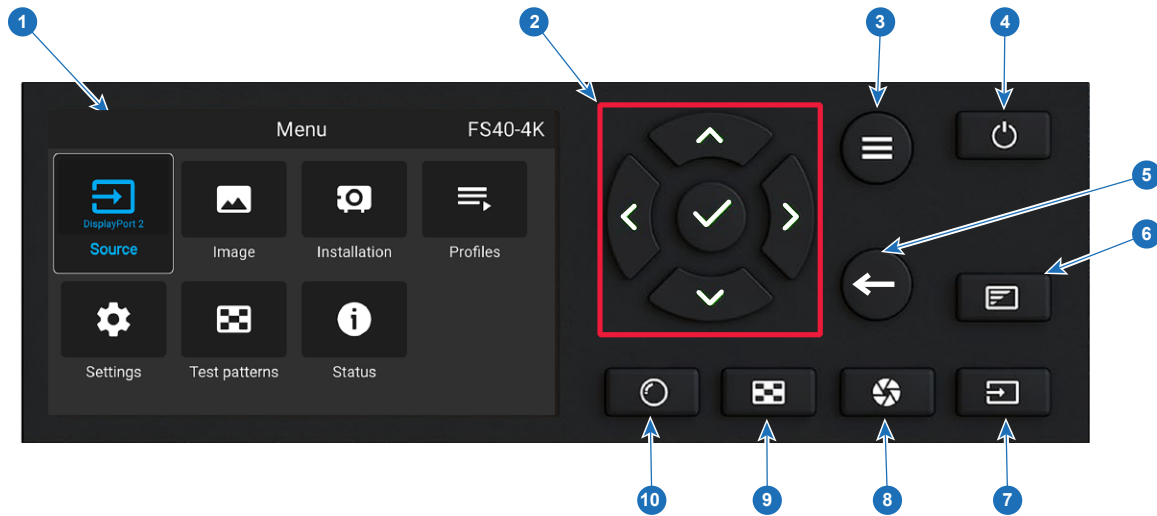 1
2
3
4
Menu
FS40-4K
DisplayPort 2
Source
Image
Installation
Profiles
5
6
Settings
Test patterns
Status
10
9
8
7